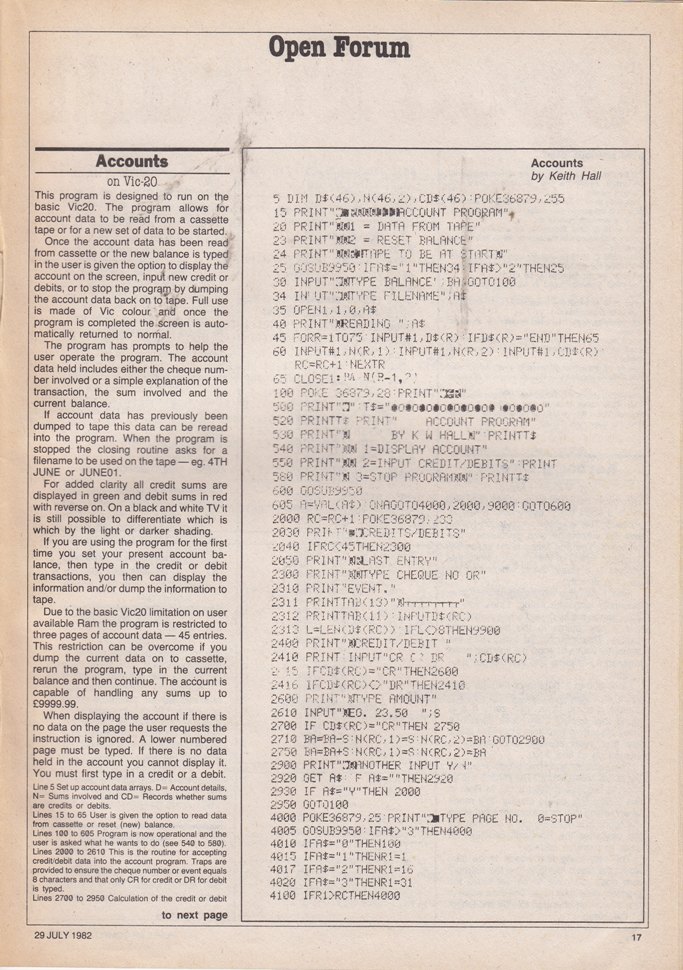 Open Forum
Accounts
on Vic-20
This program is designed to run on the
basic Vic20. The program allows for
account data to be read from a cassette
tape or for a new set of data to be started.
Once the account data has been read
from cassette or the new balance is typed
in the user is given the option to display the
account on the screen, input new credit or
debits, or to stop the program by dumping
the account data back on to tape. Full use
is made of Vic colour and once the
program is completed the screen is auto-
matically returned to normal.
The program has prompts to help the
user operate the program. The account
data held includes either the cheque num-
ber involved or a simple explanation of the
transaction, the sum involved and the
current balance.
If account data has previously been
dumped to tape this data can be reread
into the program. When the program is
stopped the closing routine asks for a
filename to be used on the tape — eg. 4TH
JUNE or JUNE01.
For added clarity all credit sums are
displayed in green and debit sums in red
with reverse on. On a black and white TV it
is still possible to differentiate which is
which by the light or darker shading.
If you are using the program for the first
time you set your present account ba-
lance, then type in the credit or debit
transactions, you then can display the
information and/or dump the information to
tape.
Due to the basic Vic20 limitation on user
available Ram the program is restricted to
three pages of account data — 45 entries.
This restriction can be overcome if you
dump the current data on to cassette,
rerun the program, type in the current
balance and then continue. The account is
capable of handling any sums up to
£9999.99.
When displaying the account if there is
no data on the page the user requests the
instruction is ignored. A lower numbered
page must be typed. If there is no data
held in the account you cannot display it.
You must first type in a credit or a debit.
Line 5 Set up account data arrays. D= Account details,
N= Sums involved and CD= Records whether sums
are credits or debits.
Lines 15 to 65 User is given the option to read data
from cassette or reset (new) balance.
Lines 100 to 605 Program is now operational and the
user is asked what he wants to do (see 540 to 580).
Lines 2000 to 2610 This is the routine for accepting
credit/debit data into the account program. Traps are
provided to ensure the cheque number or event equals
8 characters and that only CR for credit or DR for debit
is typed.
Lines 2700 to 2950 Calculation of the credit or debit
to next page
Accounts
by Keith Hall
5 DIM D$(46),N(46,2),CD$(46):POKE36879,255
15 PRINT"ACCOUNT PROGRAM"
20 PRINT"1 = DATA FROM TAPE"
23 PRINT"2 = RESET BALANCE"
24 PRINT"TAPE TO BE AT START"
25 GOSUB9950:IFA$="1"THEN34:IFA$>"2"THEN25
30 INPUT"TYPE BALANCE";BA:GOTO100
34 IN UT"TYPE FILENAME";A$
35 OPEN1,1,0,A$
40 PRINT"READING ";A$
45 FORR=1TO75:INPUT#1,D$(R):IFD$(R)="END"THEN65
60 INPUT#1,N(R,1):INPUT#1,N(R,2):INPUT#1,CD$(R)
RC=RC+1:NEXTR
65 CLOSE1: N(R-1,
100 POKE 36879,28:PRINT"
500 PRINT" ":T$="
520 PRINTT$:PRINT"     ACCOUNT PROGRAM"
530 PRINT"     BY K W HALL":PRINTT$
540 PRINT" 1=DISPLAY ACCOUNT"
550 PRINT" 2=INPUT CREDIT/DEBITS":PRINT
580 PRINT" 3=STOP PROGRAM":PRINTT$
600 GOSUB9950
605 A=VAL(A$):ONAGOTO4000,2000,9000:GOTO600
2000 RC=RC+1:POKE36879,233
2030 PRINT"CREDITS/DEBITS"
2040 IFRC<45THEN2300
2050 PRINT"LAST ENTRY"
2300 PRINT"TYPE CHEQUE NO OR"
2310 PRINT"EVENT."
2311 PRINTTAB(13)"
2312 PRINTTAB(11):INPUTD$(RC)
2313 L=LEN(D$(RC)):IFL<>8THEN9900
2400 PRINT"CREDIT/DEBIT "
2410 PRINT:INPUT"CR DR   ";CD$(RC)
IFCD$(RC)="CR"THEN2600
2416 IFCD$(RC)<>"DR"THEN2410
2600 PRINT"TYPE AMOUNT"
2610 INPUT"EG. 23.50  ";S
2700 IF CD$(RC)="CR"THEN 2750
2710 BA=BA-S:N(RC,1)=S:N(RC,2)=BA:GOTO2900
2750 BA=BA+S:N(RC,1)=S:N(RC,2)=BA
2900 PRINT"ANOTHER INPUT Y/N"
2920 GET A$: F A$=""THEN2920
2930 IF A$="Y"THEN 2000
2950 GOTO100
4000 POKE36879,25:PRINT"TYPE PAGE NO.  0=STOP"
4005 GOSUB9950:IFA$>"3"THEN4000
4010 IFA$="0"THEN100
4015 IFA$="1"THENR1=1
4017 IFA$="2"THENR1=16
4020 IFA$="3"THENR1=31
4100 IFR1>RCTHEN4000
29 JULY 1982
17